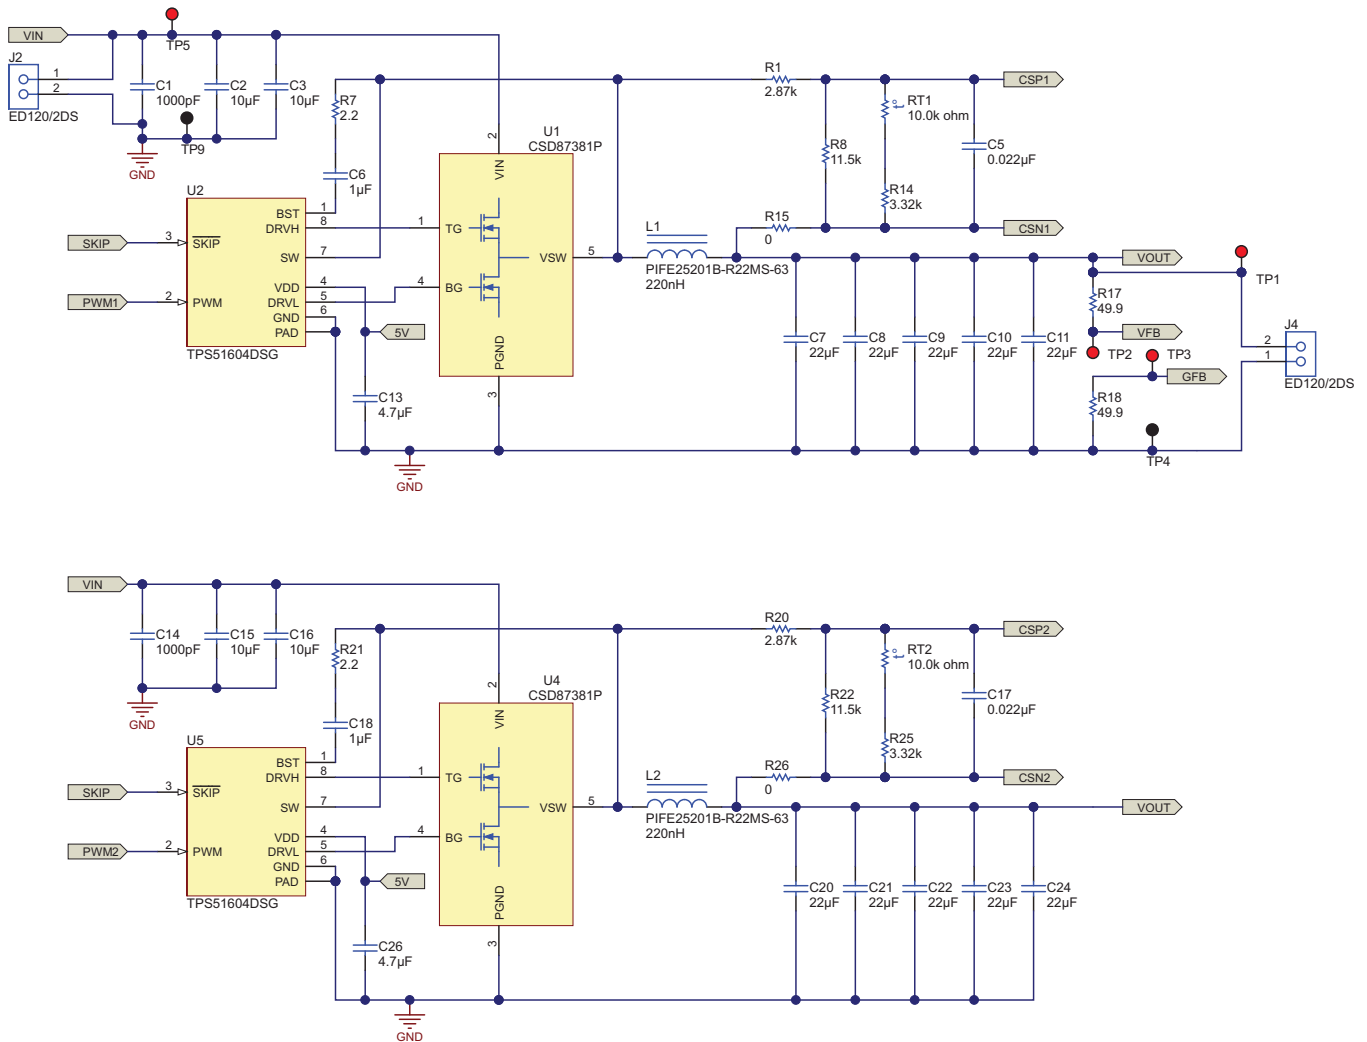 VIN
TP5
J2
1
2
ED120/2DS
C1
1000pF
C2
10µF
C3
10µF
TP9
GND
R7
2.2
C6
1µF
U2
BST 1
DRVH 8
SKIP 3 SKIP
SW 7
VDD 4
PWM1 2 PWM
DRVL 5
GND 6
PAD
TPS51604DSG
5V
C13
4.7µF
GND
U1
CSD87381P
2
VIN
1 TG
VSW 5
4 BG
PGND
3
R1
2.87k
CSP1
R8
11.5k
RT1
t°
10.0k ohm
R14
3.32k
C5
0.022µF
R15
0
CSN1
L1
PIFE25201B-R22MS-63
220nH
VOUT
TP1
R17
49.9
VFB
TP2
TP3
GFB
R18
49.9
TP4
J4
2
1
ED120/2DS
C7
22µF
C8
22µF
C9
22µF
C10
22µF
C11
22µF
VIN
C14
1000pF
C15
10µF
C16
10µF
GND
R21
2.2
C18
1µF
U5
BST 1
DRVH 8
SKIP 3 SKIP
SW 7
VDD 4
PWM2 2 PWM
DRVL 5
GND 6
PAD
TPS51604DSG
5V
C26
4.7µF
GND
U4
CSD87381P
2
VIN
1 TG
VSW 5
4 BG
PGND
3
R20
2.87k
CSP2
R22
11.5k
RT2
t°
10.0k ohm
R25
3.32k
C17
0.022µF
R26
0
CSN2
L2
PIFE25201B-R22MS-63
220nH
VOUT
C20
22µF
C21
22µF
C22
22µF
C23
22µF
C24
22µF